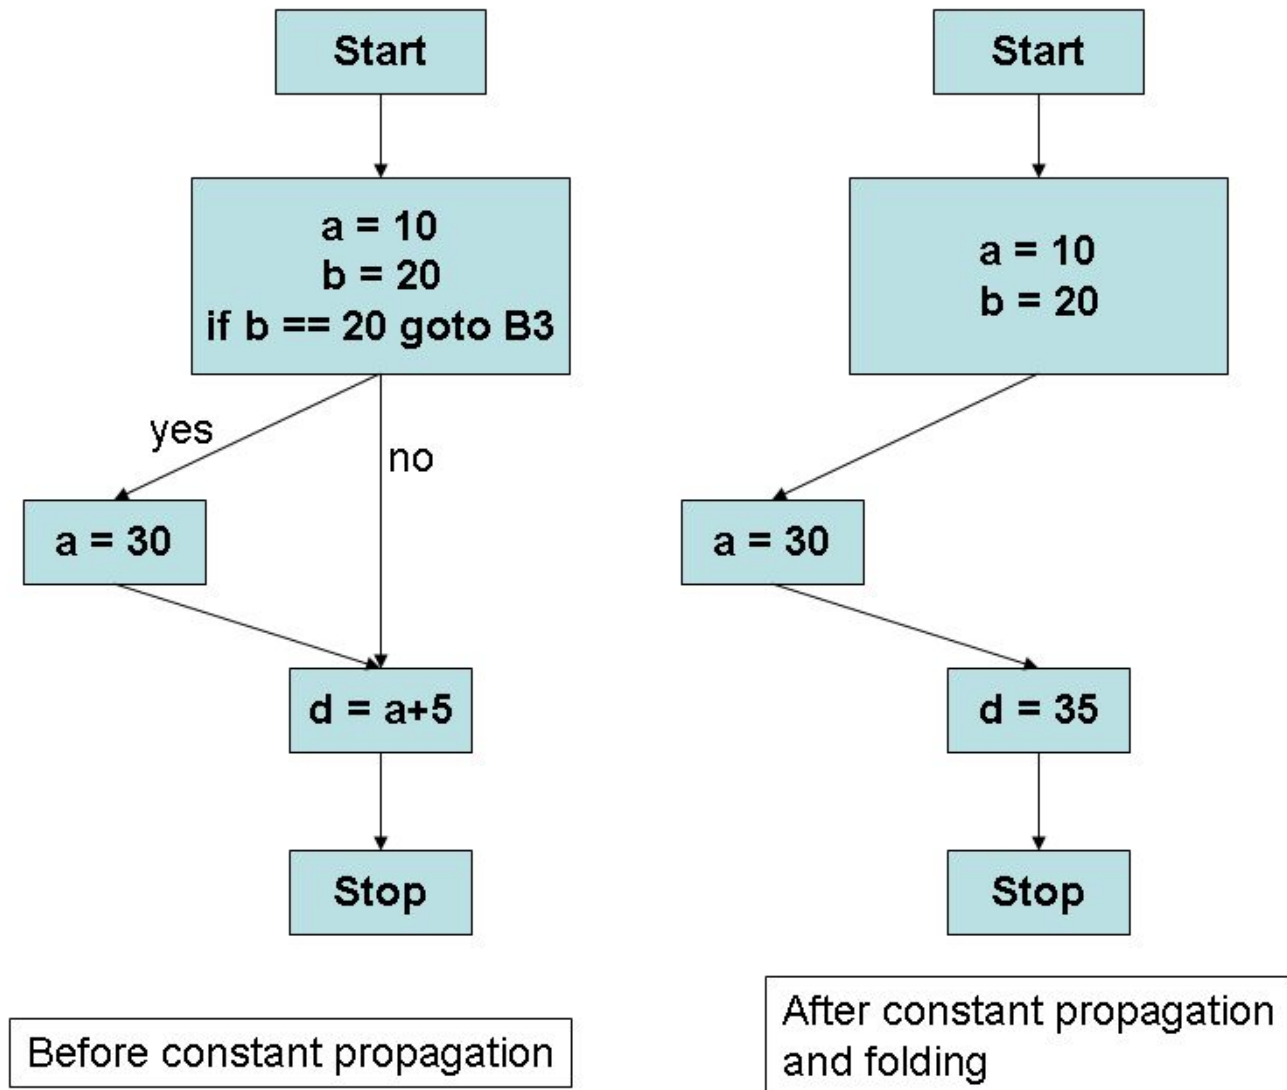 Start
a = 10
b = 20
if b == 20 goto B3
yes
no
a = 30
d = a+5
Stop
Before constant propagation
Start
a = 10
b = 20
a = 30
d = 35
Stop
After constant propagation
and folding